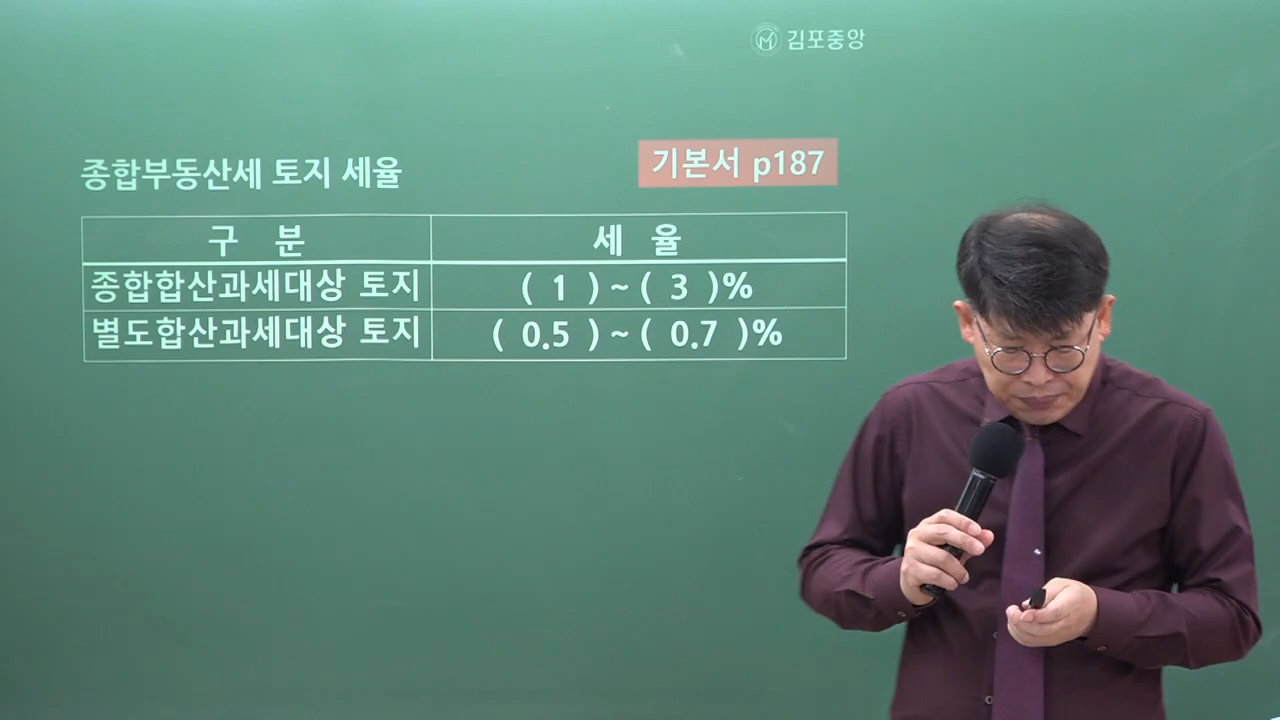 김포중앙
종합부동산세 토지 세율
기본서 p187
구 분 세 율
종합합산과세대상 토지 ( 1 ) ~ ( 3 )%
별도합산과세대상 토지 ( 0.5 ) ~ ( 0.7 )%